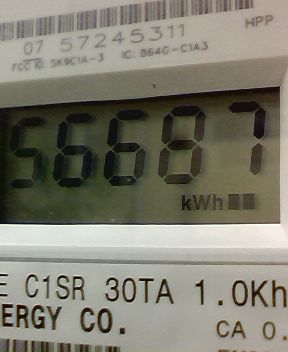 07 57245311
HPP
FCC ID: SK9C1A-3 IC: B64G-C1A3
56687
kWh
E C1SR 30TA 1.0Kh
ERGY CO.
CA 0.